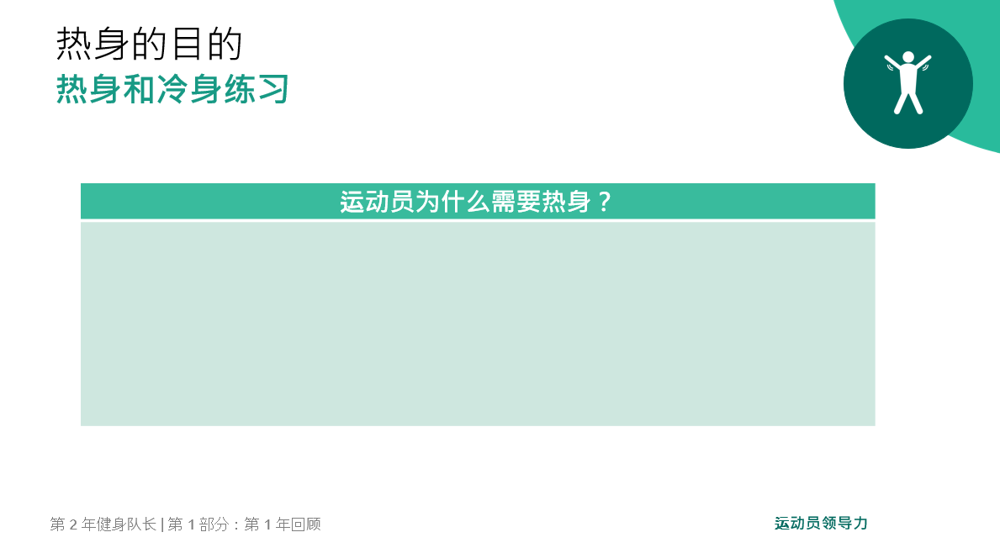 热身的目的
热身和冷身练习
运动员为什么需要热身？
第 2 年健身队长 | 第 1 部分：第 1 年回顾
运动员领导力